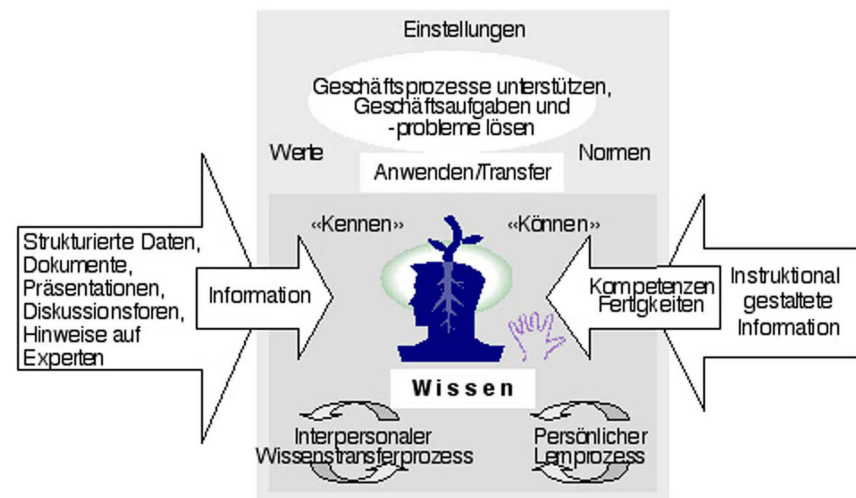 Einstellungen
Geschäftsprozesse unterstützen,
Geschäftsaufgaben und
-probleme lösen
Werte
Normen
Anwenden/Transfer
«Kennen»
«Können»
Strukturierte Daten,
Dokumente,
Präsentationen,
Diskussionsforen,
Hinweise auf
Experten
Information
Kompetenzen
Fertigkeiten
Instruktional
gestaltete
Information
Wissen
Interpersonaler
Wissenstransferprozess
Persönlicher
Lernprozess